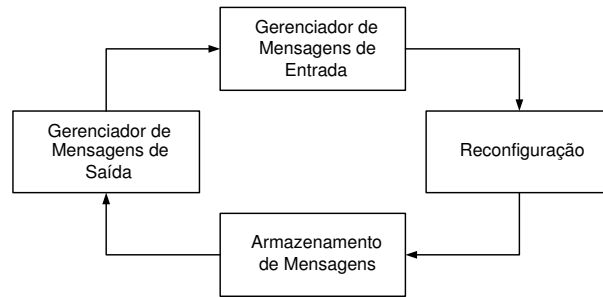 Gerenciador de
Mensagens de
Entrada
Gerenciador de
Mensagens de
Saída
Reconfiguração
Armazenamento
de Mensagens